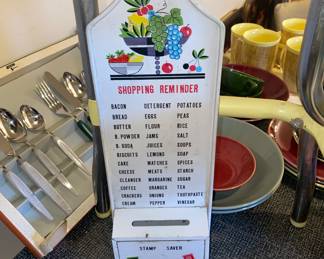 SHOPPING REMINDER
BACON DETERGENT POTATOES
BREAD EGGS PEAS
BUTTER FLOUR RICE
B. POWDER JAMS SALT
B. SODA JUICES SOUPS
BISCUITS LEMONS SOAP
CAKE MATCHES SPICES
CHEESE MEATS STARCH
CLEANSER MARGARINE SUGAR
COFFEE ORANGES TEA
CRACKERS ONIONS TOOTHPASTE
CREAM PEPPER VINEGAR
STAMP SAVER